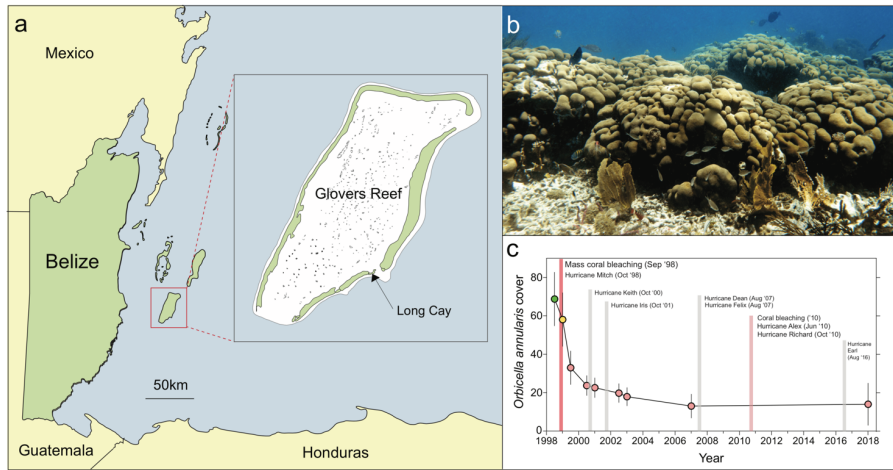 a
Mexico
Belize
50km
Guatemala
Honduras
Glovers Reef
Long Cay
b
c
Orbicella annularis cover
80
60
40
20
0
Mass coral bleaching (Sep '98)
Hurricane Mitch (Oct '98)
Hurricane Keith (Oct '00)
Hurricane Iris (Oct '01)
Hurricane Dean (Aug '07)
Hurricane Felix (Aug '07)
Coral bleaching ('10)
Hurricane Alex (Jun '10)
Hurricane Richard (Oct '10)
Hurricane
Earl
(Aug '16)
1998 2000 2002 2004 2006 2008 2010 2012 2014 2016 2018
Year